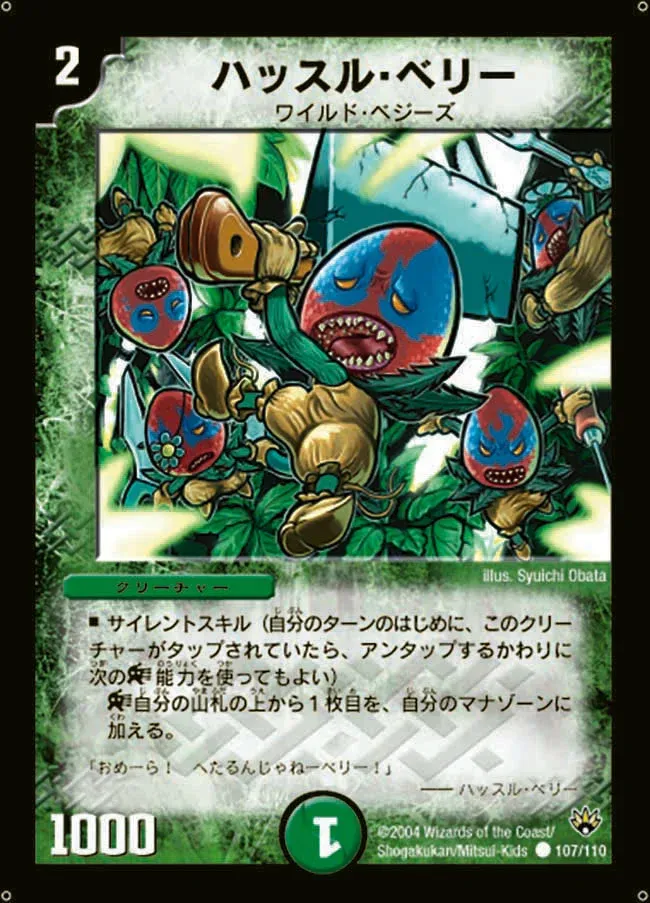 2
ハッスル・ベリー
ワイルド・ベジーズ
illus. Syuichi Obata
クリーチャー
■ サイレントスキル（自分のターンのはじめに、このクリー
チャーがタップされていたら、アンタップするかわりに
次の 能力を使ってもよい）
自分の山札の上から1枚目を、自分のマナゾーンに
加える。
「おめーら！ へたるんじゃねーベリー！」
―― ハッスル・ベリー
1000
1
©2004 Wizards of the Coast/
Shogakukan/Mitsui-Kids 107/110